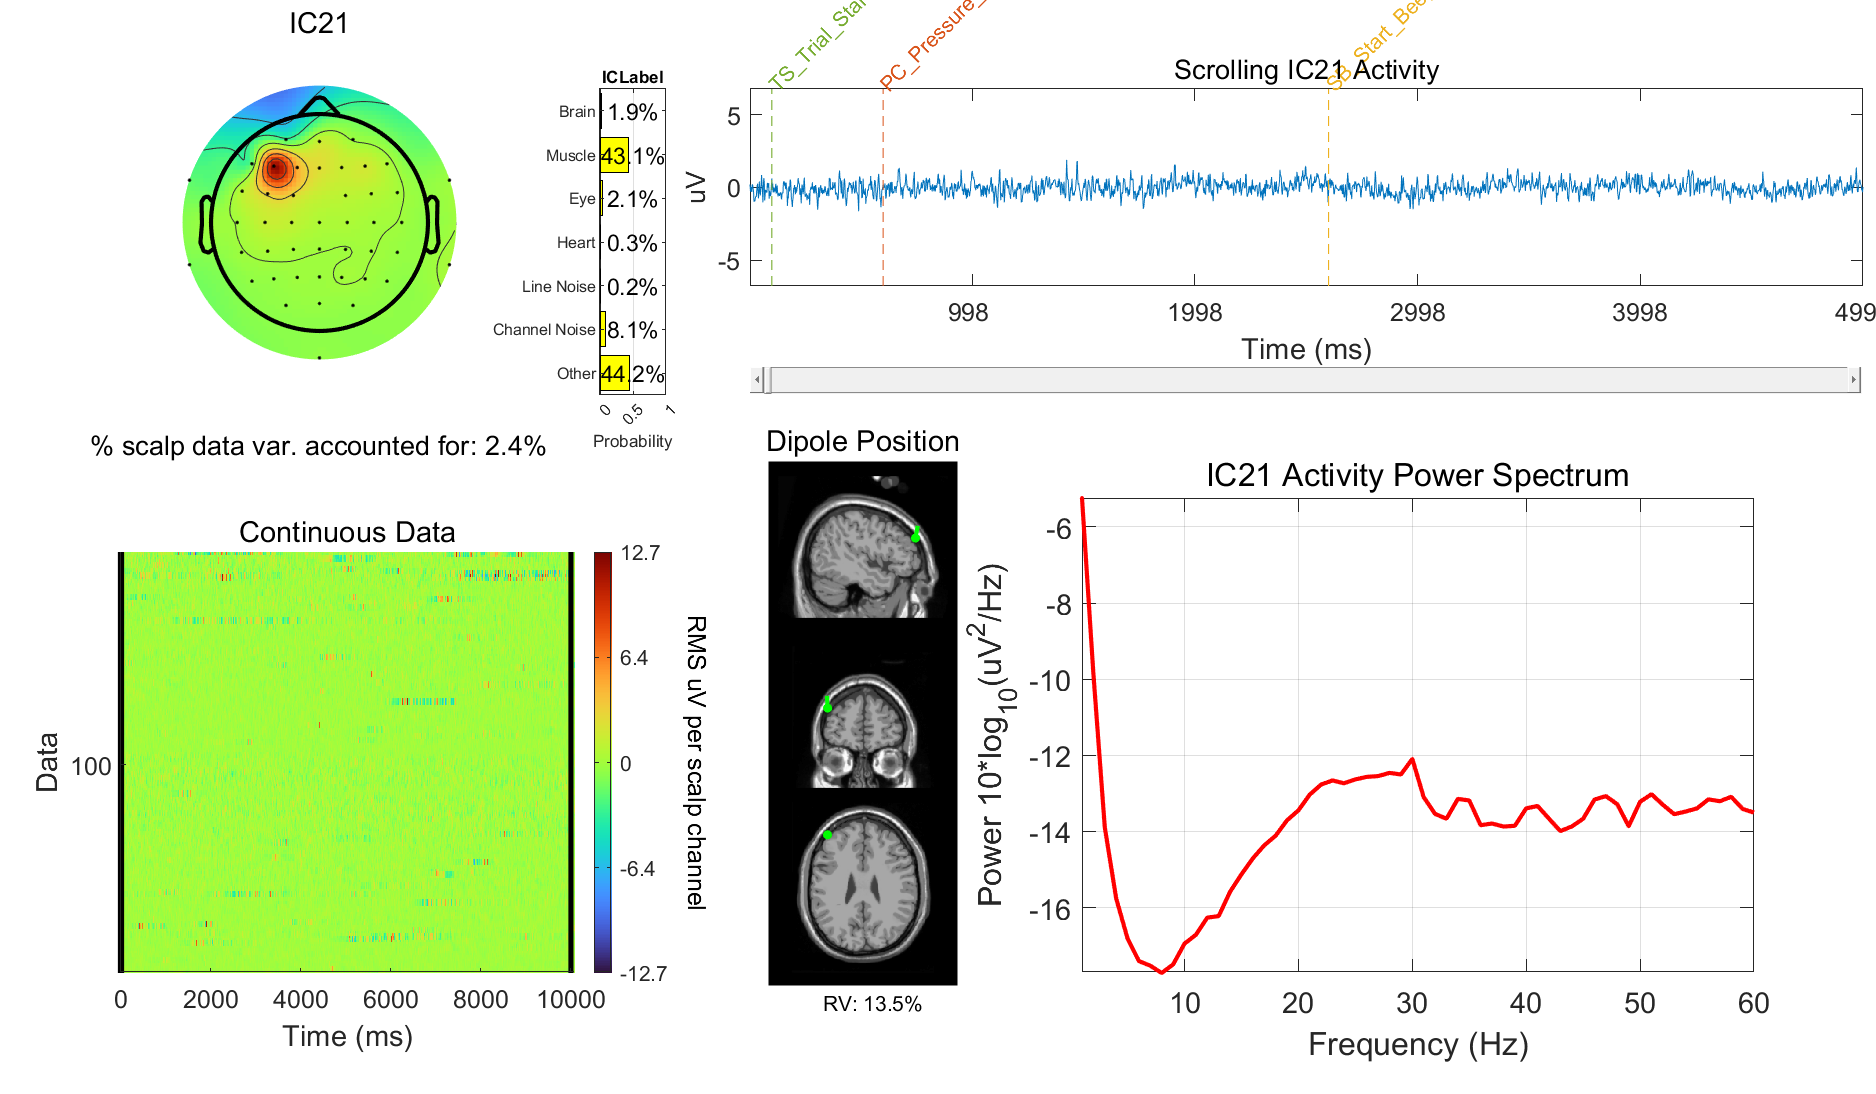 IC21
ICLabel
Brain
1.9%
Muscle
43.1%
Eye
2.1%
Heart
0.3%
Line Noise
0.2%
Channel Noise
8.1%
Other
44.2%
0 0.5 1
Probability
% scalp data var. accounted for: 2.4%
TS_Trial_Star
PC_Pressure_
SB_Start_Bee
Scrolling IC21 Activity
5
0
-5
uV
998 1998 2998 3998 499
Time (ms)
Continuous Data
Data
100
0 2000 4000 6000 8000 10000
Time (ms)
12.7
6.4
0
-6.4
-12.7
RMS uV per scalp channel
Dipole Position
RV: 13.5%
IC21 Activity Power Spectrum
Power 10*log10(uV2/Hz)
-6
-8
-10
-12
-14
-16
10 20 30 40 50 60
Frequency (Hz)